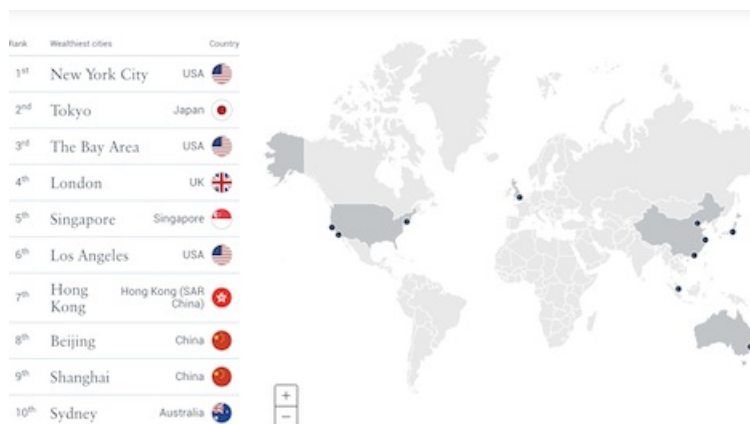 Rank Wealthiest cities Country
1st New York City USA
2nd Tokyo Japan
3rd The Bay Area USA
4th London UK
5th Singapore Singapore
6th Los Angeles USA
7th Hong Kong Hong Kong (SAR China)
8th Beijing China
9th Shanghai China
10th Sydney Australia
+
−